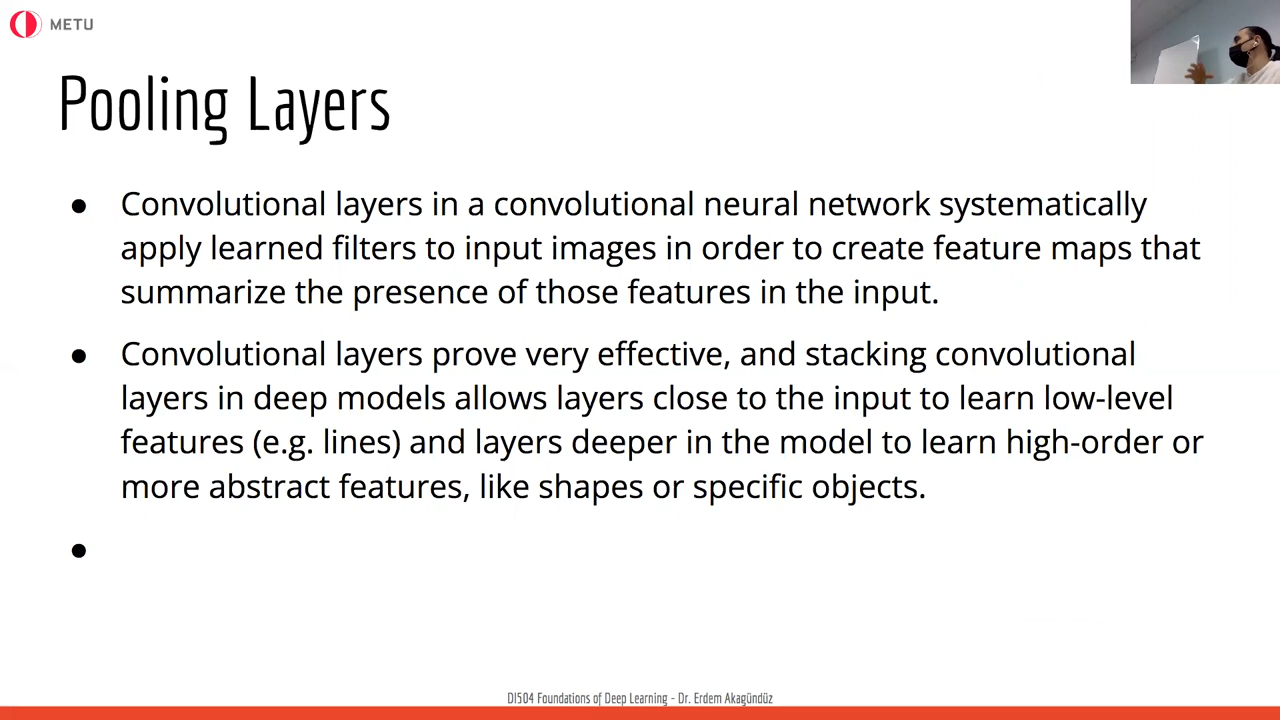 METU
Pooling Layers
● Convolutional layers in a convolutional neural network systematically
apply learned filters to input images in order to create feature maps that
summarize the presence of those features in the input.
● Convolutional layers prove very effective, and stacking convolutional
layers in deep models allows layers close to the input to learn low-level
features (e.g. lines) and layers deeper in the model to learn high-order or
more abstract features, like shapes or specific objects.
●
DI504 Foundations of Deep Learning - Dr. Erdem Akagündüz